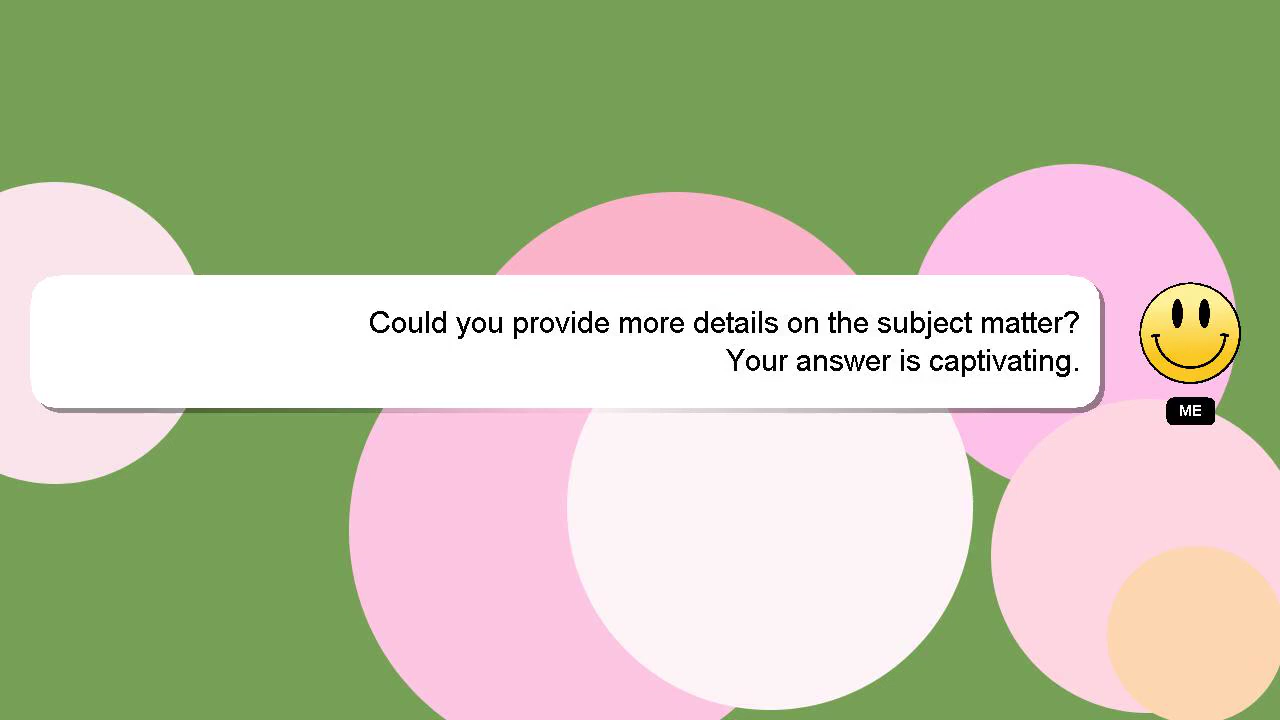 Could you provide more details on the subject matter?
Your answer is captivating.
ME